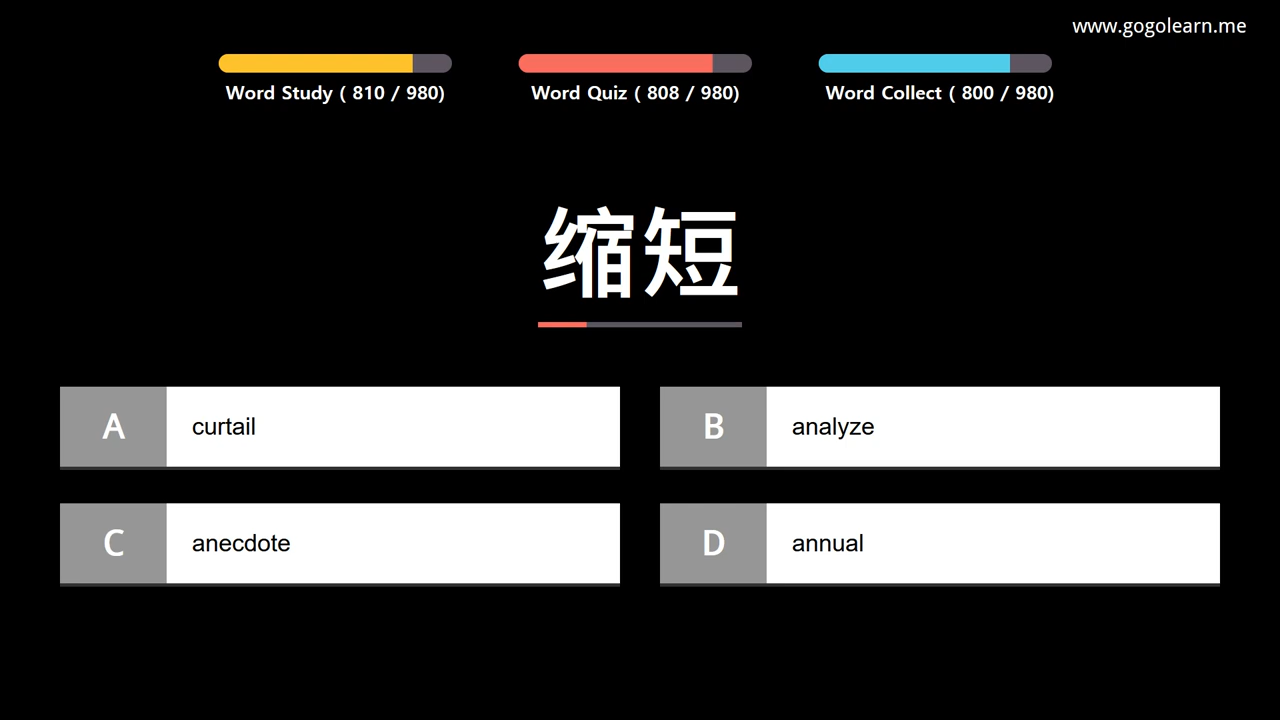 www.gogolearn.me
Word Study ( 810 / 980)
Word Quiz ( 808 / 980)
Word Collect ( 800 / 980)
缩短
A curtail
B analyze
C anecdote
D annual